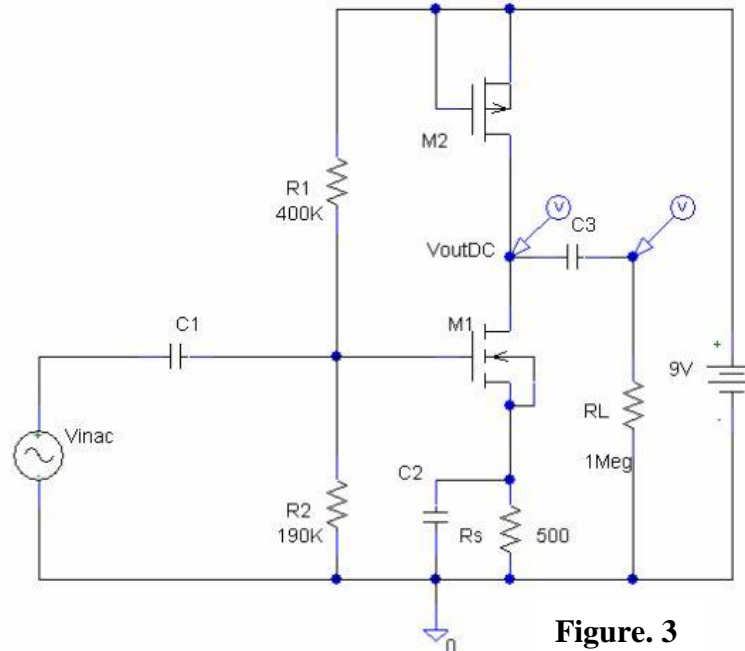 M2
R1
400K
V
V
C3
VoutDC
C1
M1
+
9V
-
RL
1Meg
+
Vinac
-
C2
R2
190K
Rs
500
0
Figure. 3